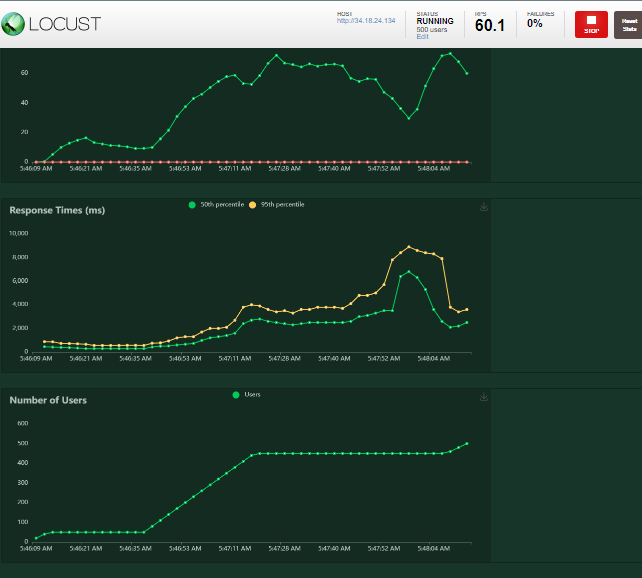 LOCUST
HOST
http://34.18.24.134
STATUS
RUNNING
500 users
Edit
RPS
60.1
FAILURES
0%
STOP
Reset
Stats
60
40
20
0
5:46:09 AM 5:46:21 AM 5:46:35 AM 5:46:53 AM 5:47:11 AM 5:47:28 AM 5:47:40 AM 5:47:52 AM 5:48:04 AM
Response Times (ms)
50th percentile 95th percentile
10,000
8,000
6,000
4,000
2,000
0
5:46:09 AM 5:46:21 AM 5:46:35 AM 5:46:53 AM 5:47:11 AM 5:47:28 AM 5:47:40 AM 5:47:52 AM 5:48:04 AM
Number of Users
Users
600
500
400
300
200
100
0
5:46:09 AM 5:46:21 AM 5:46:35 AM 5:46:53 AM 5:47:11 AM 5:47:28 AM 5:47:40 AM 5:47:52 AM 5:48:04 AM